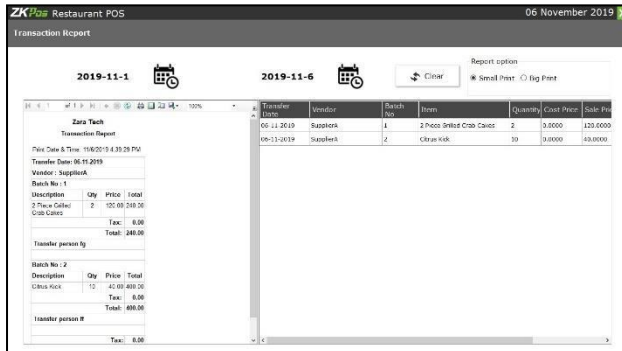 ZKPos Restaurant POS 06 November 2019
Transaction Report
Report option
2019-11-1 2019-11-6 Clear Small Print Big Print
1 of 1 100%
Zara Tech
Transaction Report
Print Date & Time: 11/6/2019 4:39:29 PM
Transfer Date: 06-11-2019
Vendor : SupplierA
Batch No : 1
Description Qty Price Total
2 Piece Grilled Crab Cakes 2 120.00 240.00
Tax: 0.00
Total: 240.00
Transfer person fg
Batch No : 2
Description Qty Price Total
Citrus Kick 10 40.00 400.00
Tax: 0.00
Total: 400.00
Transfer person ff
Tax: 0.00
Transfer Date Vendor Batch No Item Quantity Cost Price Sale Pri
06-11-2019 SupplierA 1 2 Piece Grilled Crab Cakes 2 0.0000 120.0000
06-11-2019 SupplierA 2 Citrus Kick 10 0.0000 40.0000